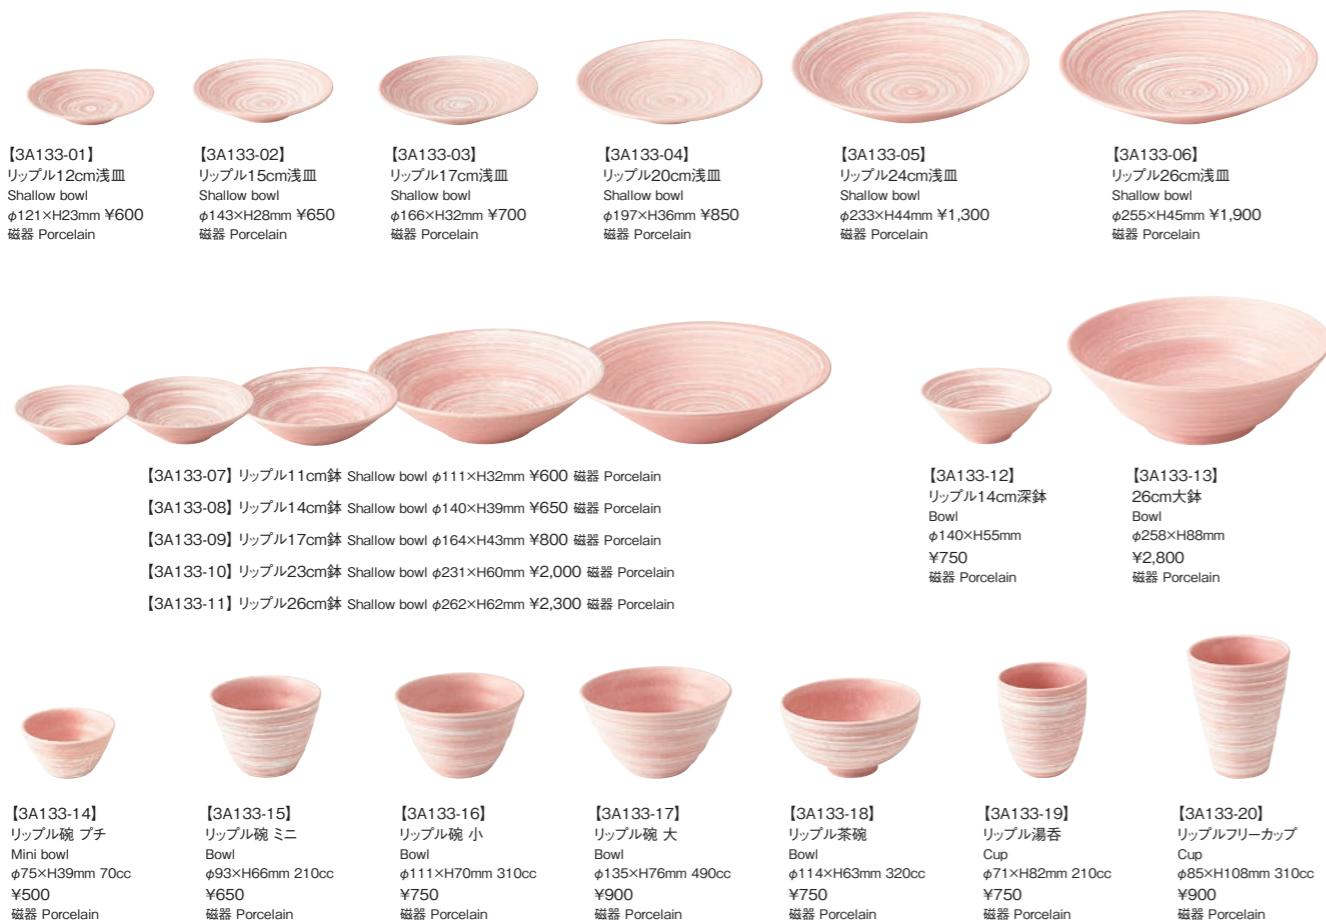 【3A133-01】
リップル12cm浅皿
Shallow bowl
φ121×H23mm ¥600
磁器 Porcelain
【3A133-02】
リップル15cm浅皿
Shallow bowl
φ143×H28mm ¥650
磁器 Porcelain
【3A133-03】
リップル17cm浅皿
Shallow bowl
φ166×H32mm ¥700
磁器 Porcelain
【3A133-04】
リップル20cm浅皿
Shallow bowl
φ197×H36mm ¥850
磁器 Porcelain
【3A133-05】
リップル24cm浅皿
Shallow bowl
φ233×H44mm ¥1,300
磁器 Porcelain
【3A133-06】
リップル26cm浅皿
Shallow bowl
φ255×H45mm ¥1,900
磁器 Porcelain
【3A133-07】 リップル11cm鉢 Shallow bowl φ111×H32mm ¥600 磁器 Porcelain
【3A133-08】 リップル14cm鉢 Shallow bowl φ140×H39mm ¥650 磁器 Porcelain
【3A133-09】 リップル17cm鉢 Shallow bowl φ164×H43mm ¥800 磁器 Porcelain
【3A133-10】 リップル23cm鉢 Shallow bowl φ231×H60mm ¥2,000 磁器 Porcelain
【3A133-11】 リップル26cm鉢 Shallow bowl φ262×H62mm ¥2,300 磁器 Porcelain
【3A133-12】
リップル14cm深鉢
Bowl
φ140×H55mm
¥750
磁器 Porcelain
【3A133-13】
26cm大鉢
Bowl
φ258×H88mm
¥2,800
磁器 Porcelain
【3A133-14】
リップル碗 プチ
Mini bowl
φ75×H39mm 70cc
¥500
磁器 Porcelain
【3A133-15】
リップル碗 ミニ
Bowl
φ93×H66mm 210cc
¥650
磁器 Porcelain
【3A133-16】
リップル碗 小
Bowl
φ111×H70mm 310cc
¥750
磁器 Porcelain
【3A133-17】
リップル碗 大
Bowl
φ135×H76mm 490cc
¥900
磁器 Porcelain
【3A133-18】
リップル茶碗
Bowl
φ114×H63mm 320cc
¥750
磁器 Porcelain
【3A133-19】
リップル湯呑
Cup
φ71×H82mm 210cc
¥750
磁器 Porcelain
【3A133-20】
リップルフリーカップ
Cup
φ85×H108mm 310cc
¥900
磁器 Porcelain